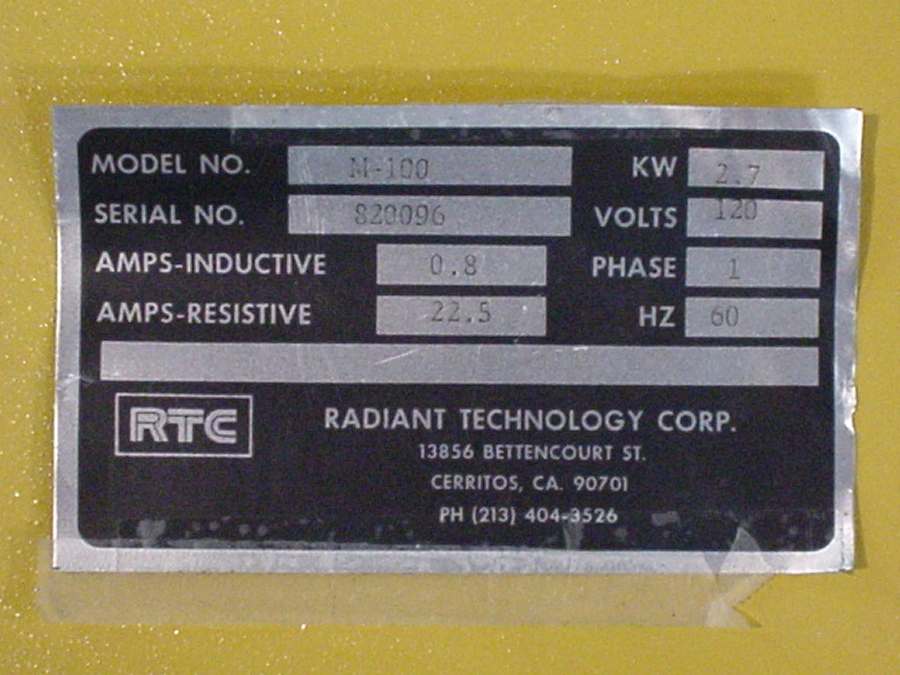 MODEL NO. M-100 KW 2.7
SERIAL NO. 820096 VOLTS 120
AMPS-INDUCTIVE 0.8 PHASE 1
AMPS-RESISTIVE 22.5 HZ 60
RTC
RADIANT TECHNOLOGY CORP.
13856 BETTENCOURT ST.
CERRITOS, CA. 90701
PH (213) 404-3526